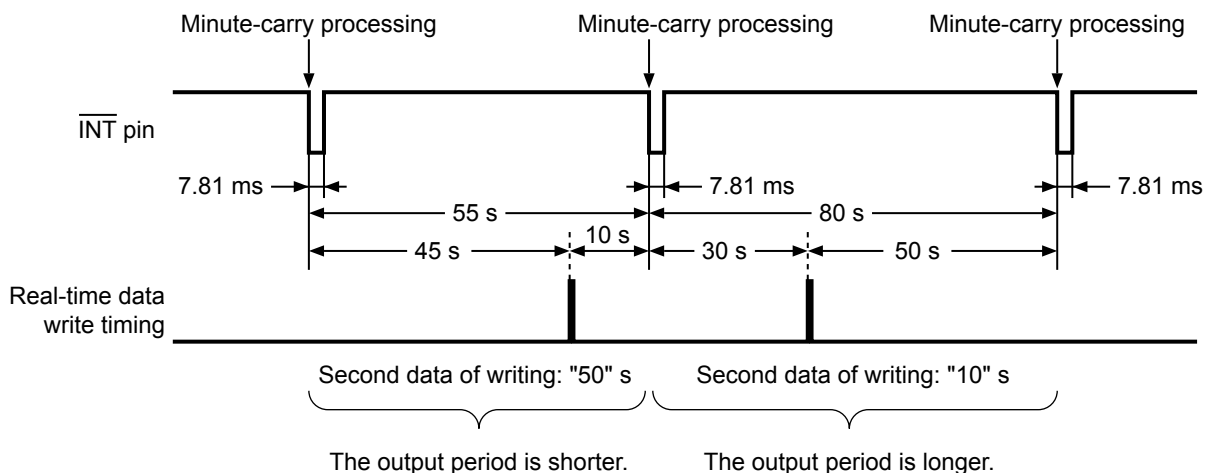 Minute-carry processing Minute-carry processing Minute-carry processing
INT pin
7.81 ms 7.81 ms 7.81 ms
55 s 80 s
45 s 10 s 30 s 50 s
Real-time data
write timing
Second data of writing: "50" s Second data of writing: "10" s
The output period is shorter. The output period is longer.